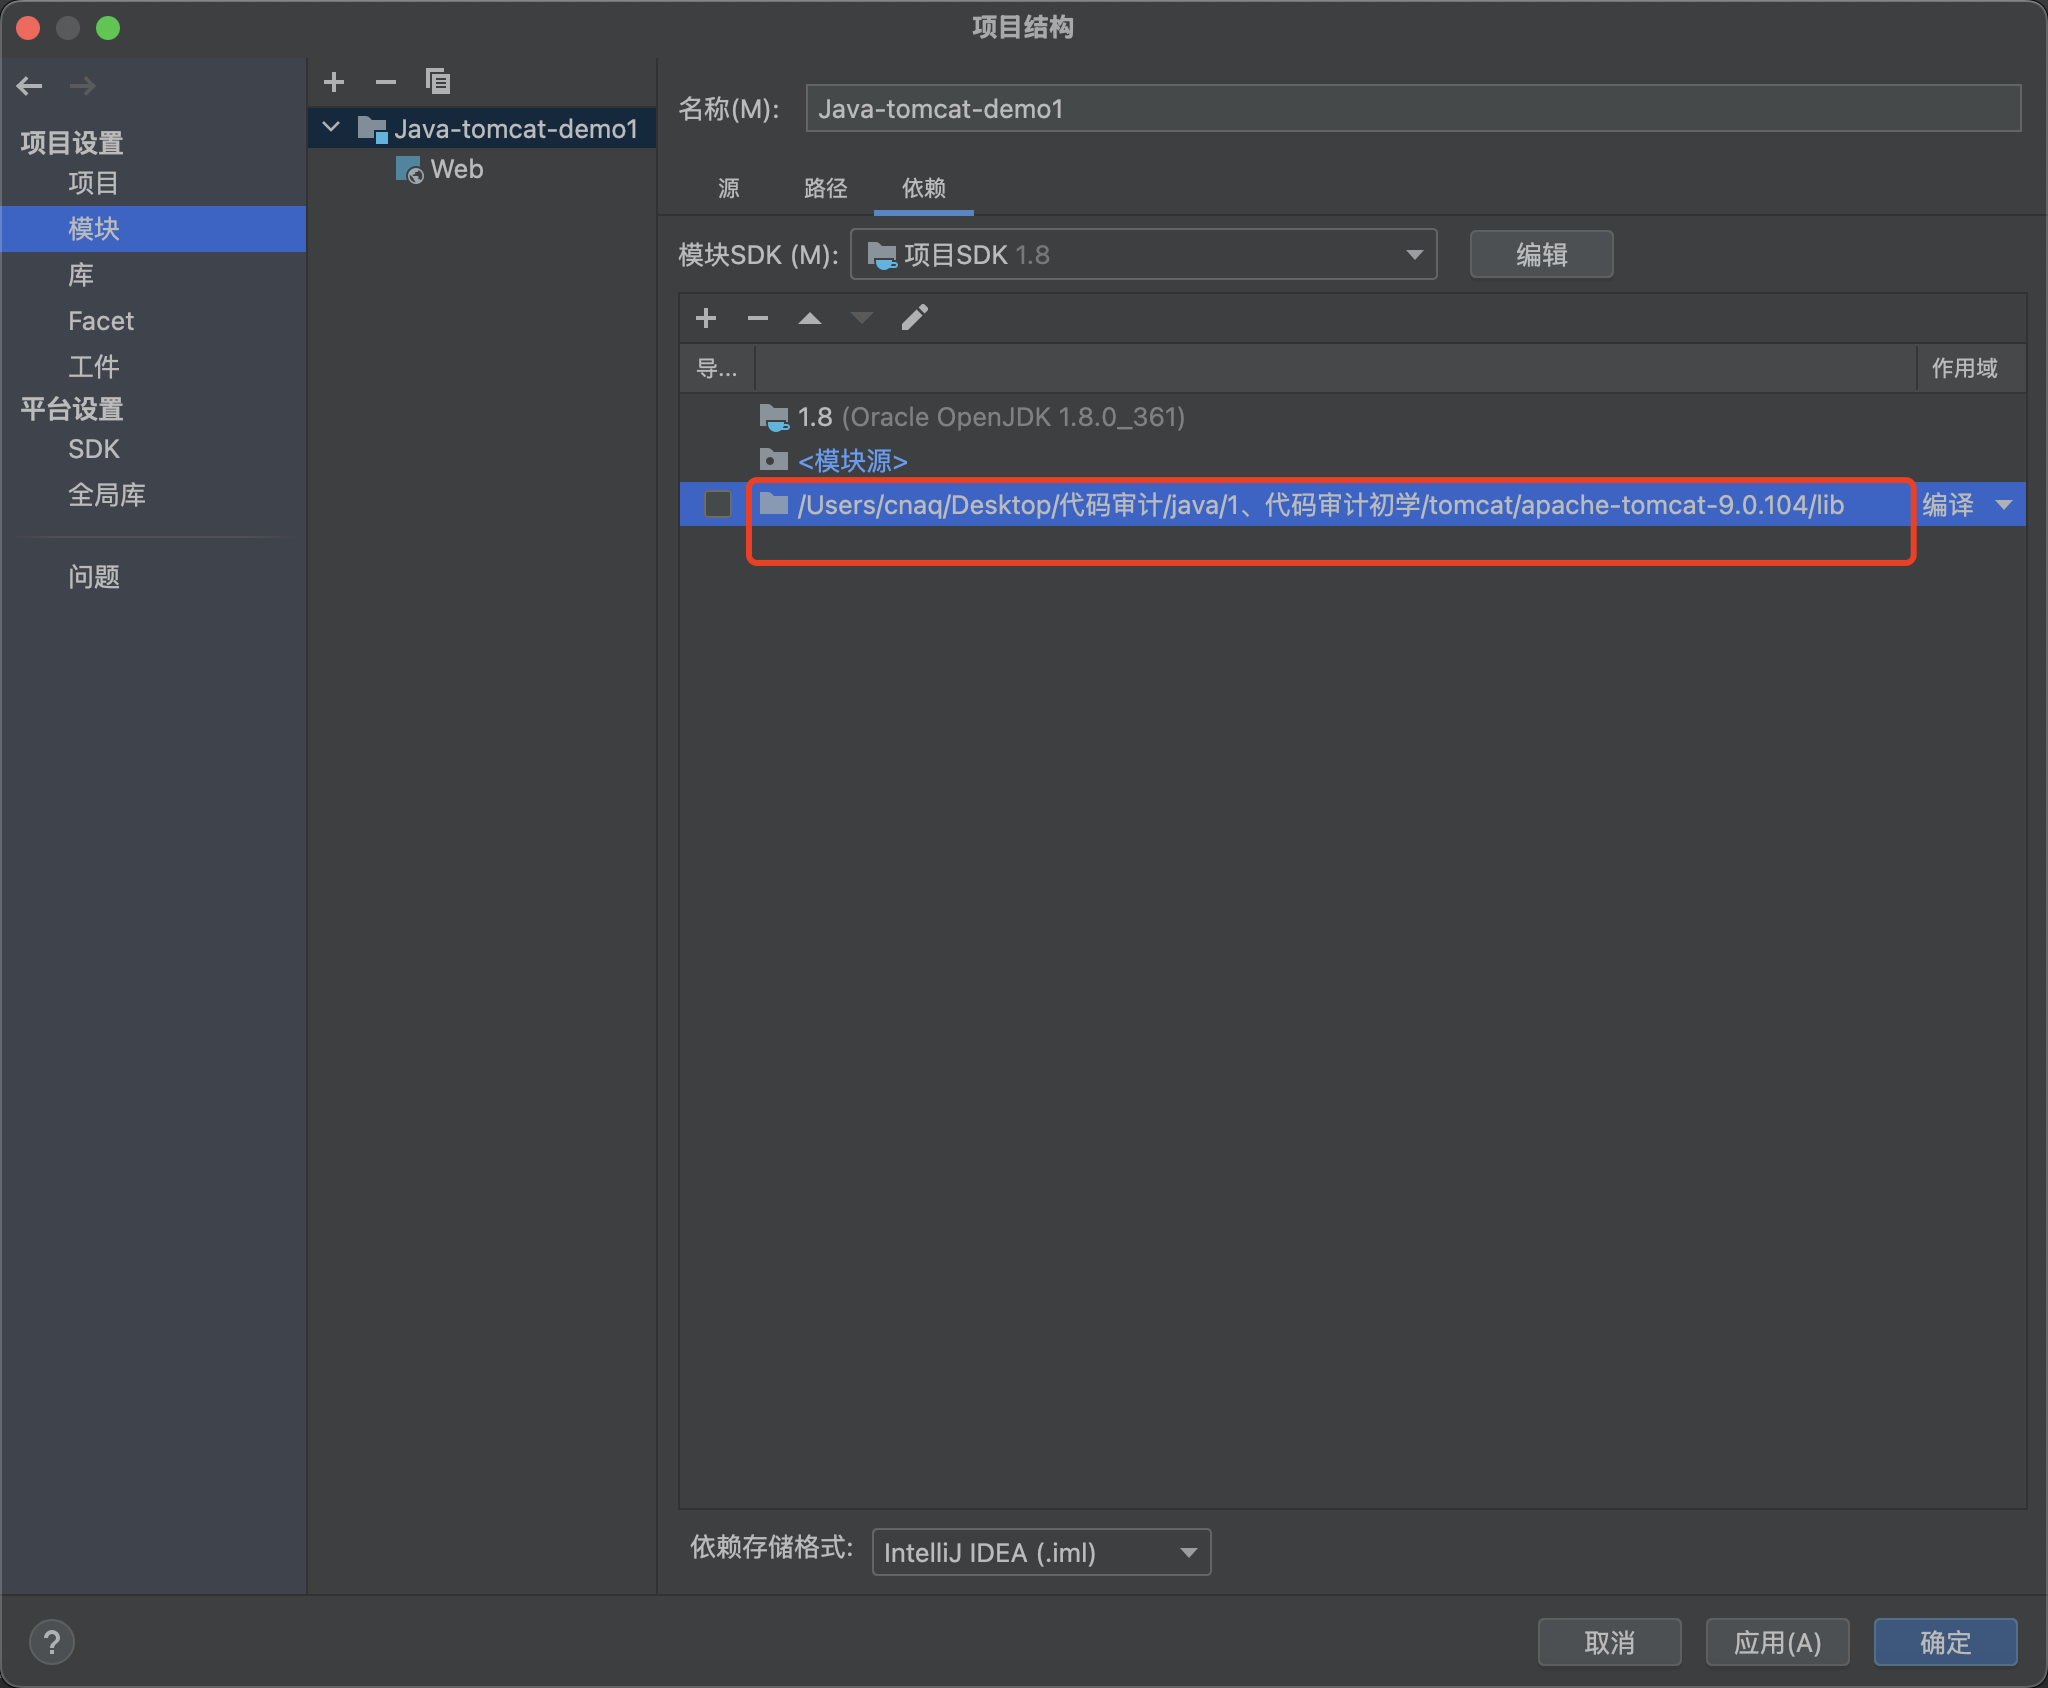 项目结构
项目设置
项目
模块
库
Facet
工件
平台设置
SDK
全局库
问题
Java-tomcat-demo1
Web
名称(M): Java-tomcat-demo1
源 路径 依赖
模块SDK (M): 项目SDK 1.8 编辑
导... 作用域
1.8 (Oracle OpenJDK 1.8.0_361)
<模块源>
/Users/cnaq/Desktop/代码审计/java/1、代码审计初学/tomcat/apache-tomcat-9.0.104/lib 编译
依赖存储格式: IntelliJ IDEA (.iml)
? 取消 应用(A) 确定